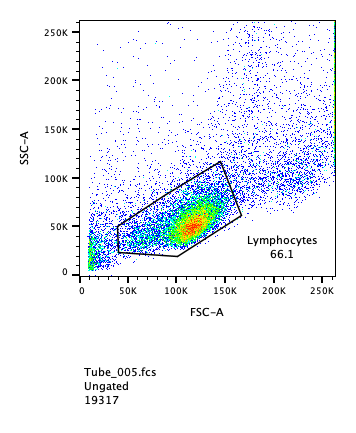 250K
200K
150K
100K
50K
0
SSC-A
0 50K 100K 150K 200K 250K
FSC-A
Lymphocytes
66.1
Tube_005.fcs
Ungated
19317